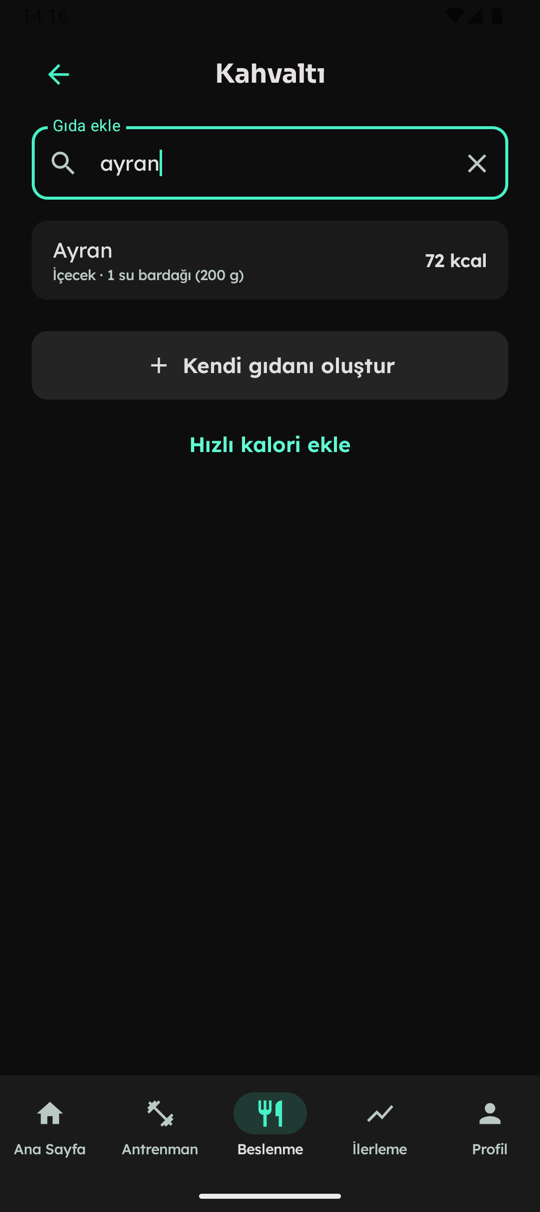 14:16
Kahvaltı
Gıda ekle
ayran
Ayran
72 kcal
İçecek · 1 su bardağı (200 g)
Kendi gıdanı oluştur
Hızlı kalori ekle
Ana Sayfa
Antrenman
Beslenme
İlerleme
Profil